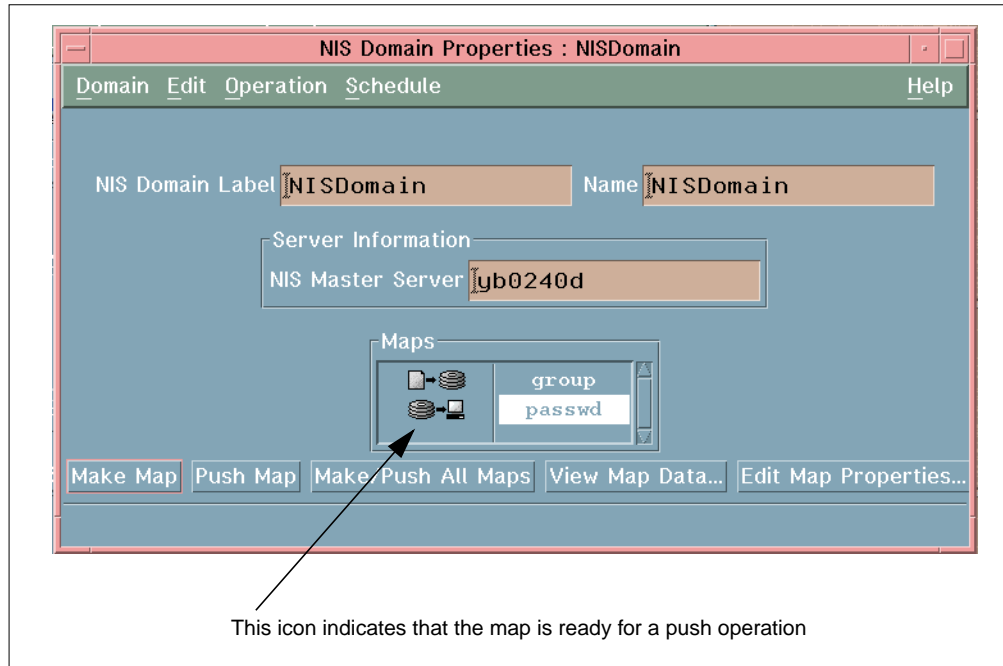 NIS Domain Properties : NISDomain
Domain Edit Operation Schedule Help
NIS Domain Label NISDomain Name NISDomain
Server Information
NIS Master Server yb0240d
Maps
group
passwd
Make Map Push Map Make/Push All Maps View Map Data... Edit Map Properties...
This icon indicates that the map is ready for a push operation